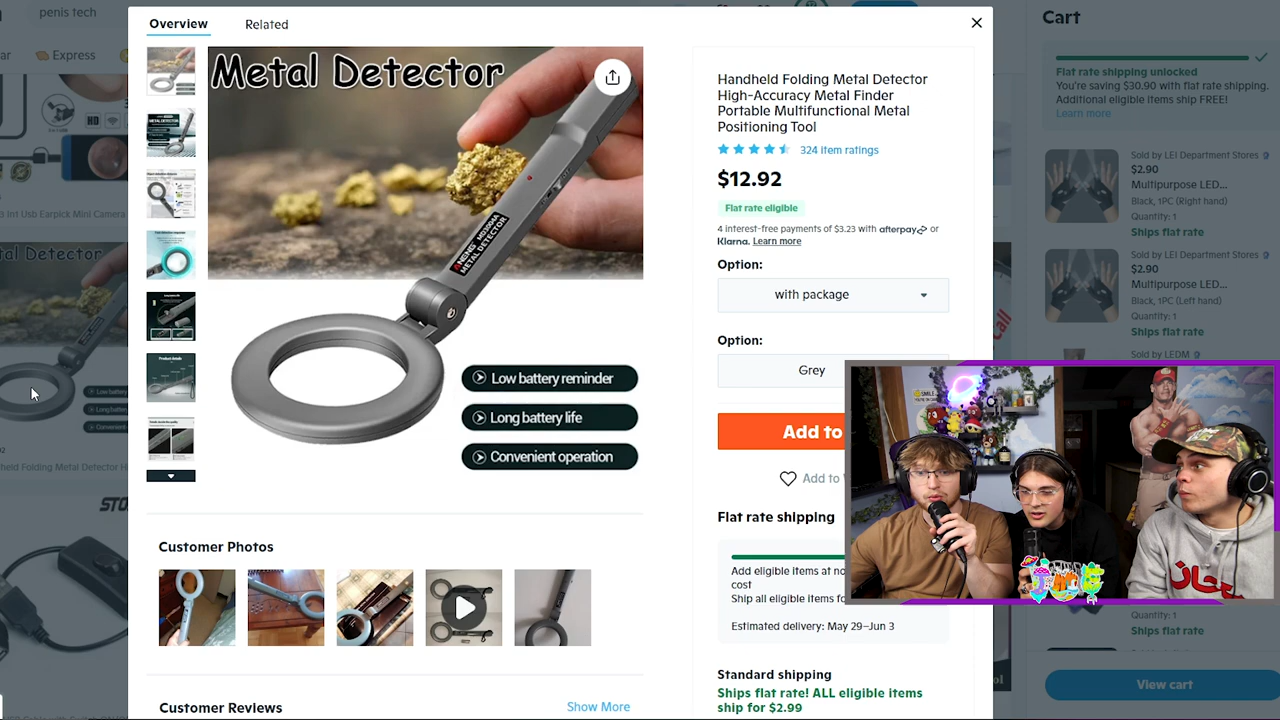 penis tech
Express
Overview
Related
Metal Detector
ANENG MD3004A
METAL DETECTOR
Low battery reminder
Long battery life
Convenient operation
Customer Photos
Customer Reviews
Show More
Handheld Folding Metal Detector
High-Accuracy Metal Finder
Portable Multifunctional Metal
Positioning Tool
324 item ratings
$12.92
Flat rate eligible
4 interest-free payments of $3.23 with afterpay or
Klarna. Learn more
Option:
with package
Option:
Grey
Add to
Add to
Flat rate shipping
Add eligible items at no
cost
Ship all eligible items fo
Estimated delivery: May 29–Jun 3
Standard shipping
Ships flat rate! ALL eligible items
ship for $2.99
Cart
Flat rate shipping unlocked
You're saving $30.90 with flat rate shipping.
Additional eligible items ship FREE!
Learn more
Sold by LEI Department Stores
$2.90
Multipurpose LED...
Black, 1PC (Right hand)
Quantity: 1
Ships flat rate
Sold by LEI Department Stores
$2.90
Multipurpose LED...
Black, 1PC (Left hand)
Quantity: 1
Ships flat rate
Sold by LEDM
Quantity: 1
Ships flat rate
View cart